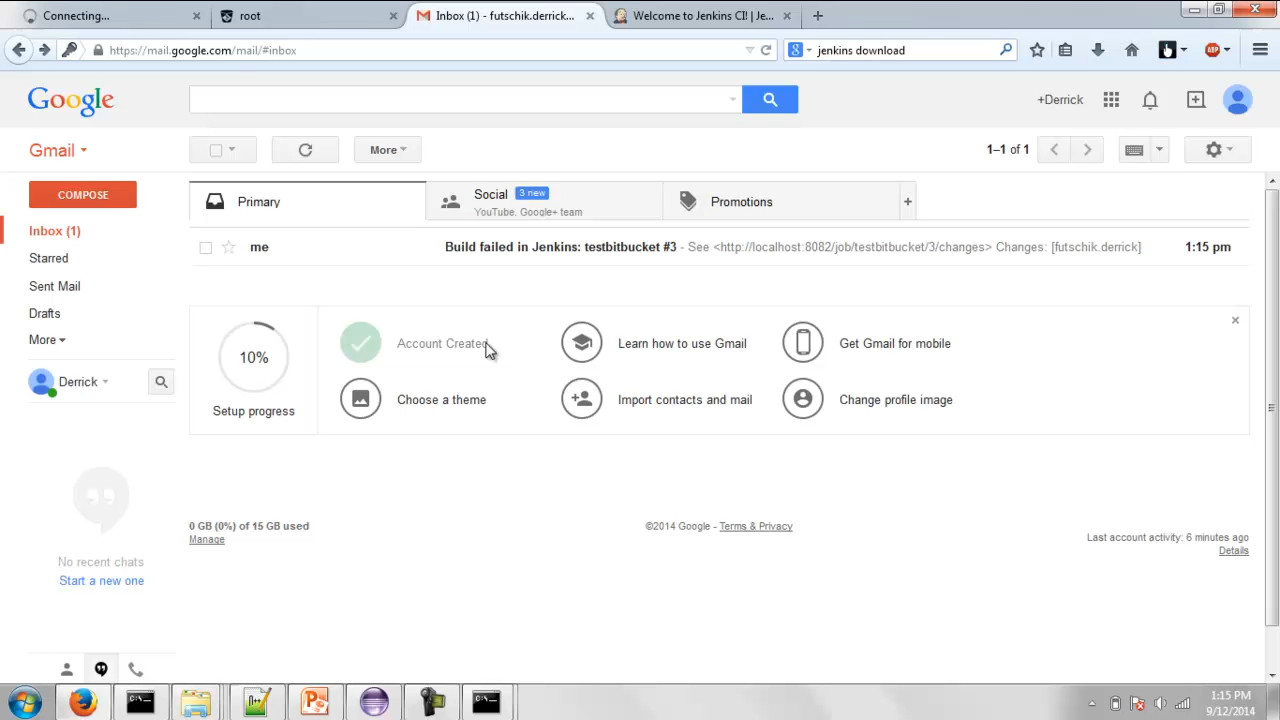 Connecting...
root
Inbox (1) - futschik.derrick...
Welcome to Jenkins CI! | Je...
https://mail.google.com/mail/#inbox
jenkins download
ABP
Google
+Derrick
Gmail
More
1–1 of 1
COMPOSE
Primary
Social 3 new
YouTube, Google+ team
Promotions
Inbox (1)
me
Build failed in Jenkins: testbitbucket #3 - See <http://localhost:8082/job/testbitbucket/3/changes> Changes: [futschik.derrick]
1:15 pm
Starred
Sent Mail
Drafts
More
Derrick
10%
Setup progress
Account Created
Learn how to use Gmail
Get Gmail for mobile
Choose a theme
Import contacts and mail
Change profile image
0 GB (0%) of 15 GB used
Manage
©2014 Google - Terms & Privacy
Last account activity: 6 minutes ago
Details
No recent chats
Start a new one
1:15 PM
9/12/2014